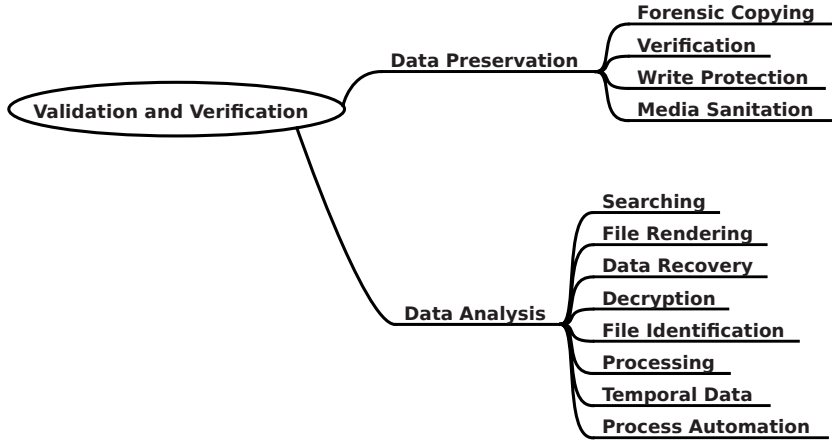 Validation and Verification
Data Preservation
Forensic Copying
Verification
Write Protection
Media Sanitation
Data Analysis
Searching
File Rendering
Data Recovery
Decryption
File Identification
Processing
Temporal Data
Process Automation